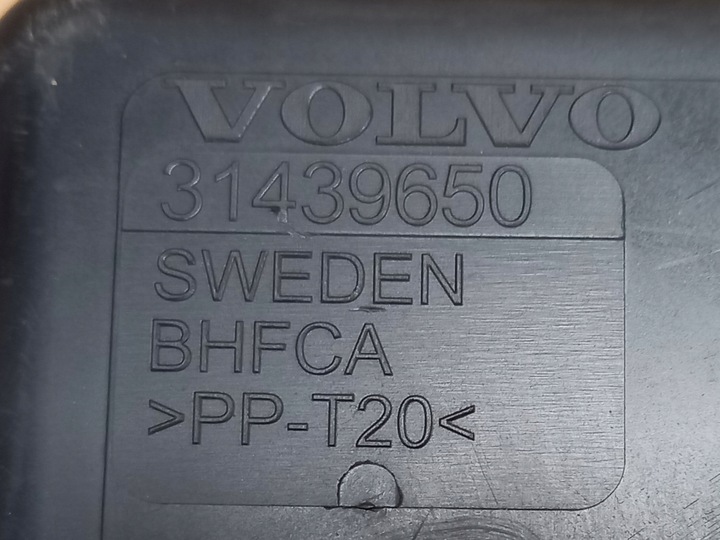 VOLVO
31439650
SWEDEN
BHFCA
>PP-T20<